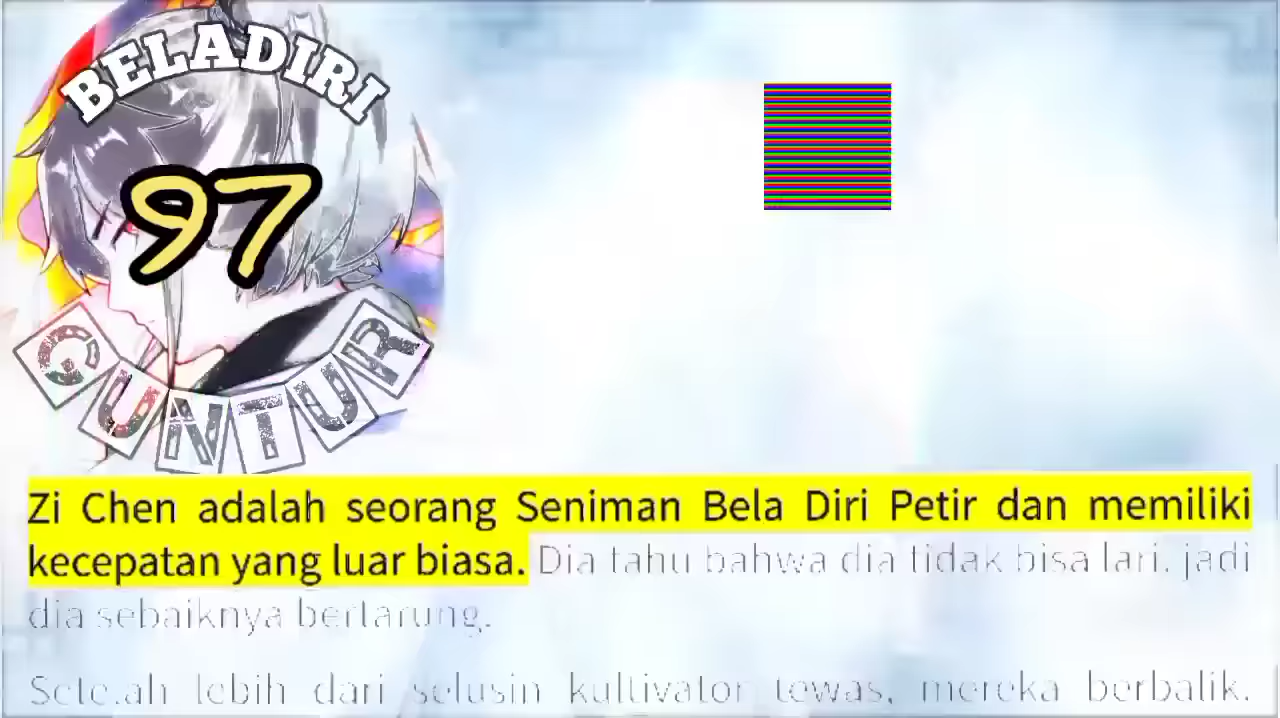 BELADIRI
97
GUNTUR
Zi Chen adalah seorang Seniman Bela Diri Petir dan memiliki
kecepatan yang luar biasa. Dia tahu bahwa dia tidak bisa lari, jadi
dia sebaiknya bertarung.
Setelah lebih dari selusin kultivator tewas, mereka berbalik.